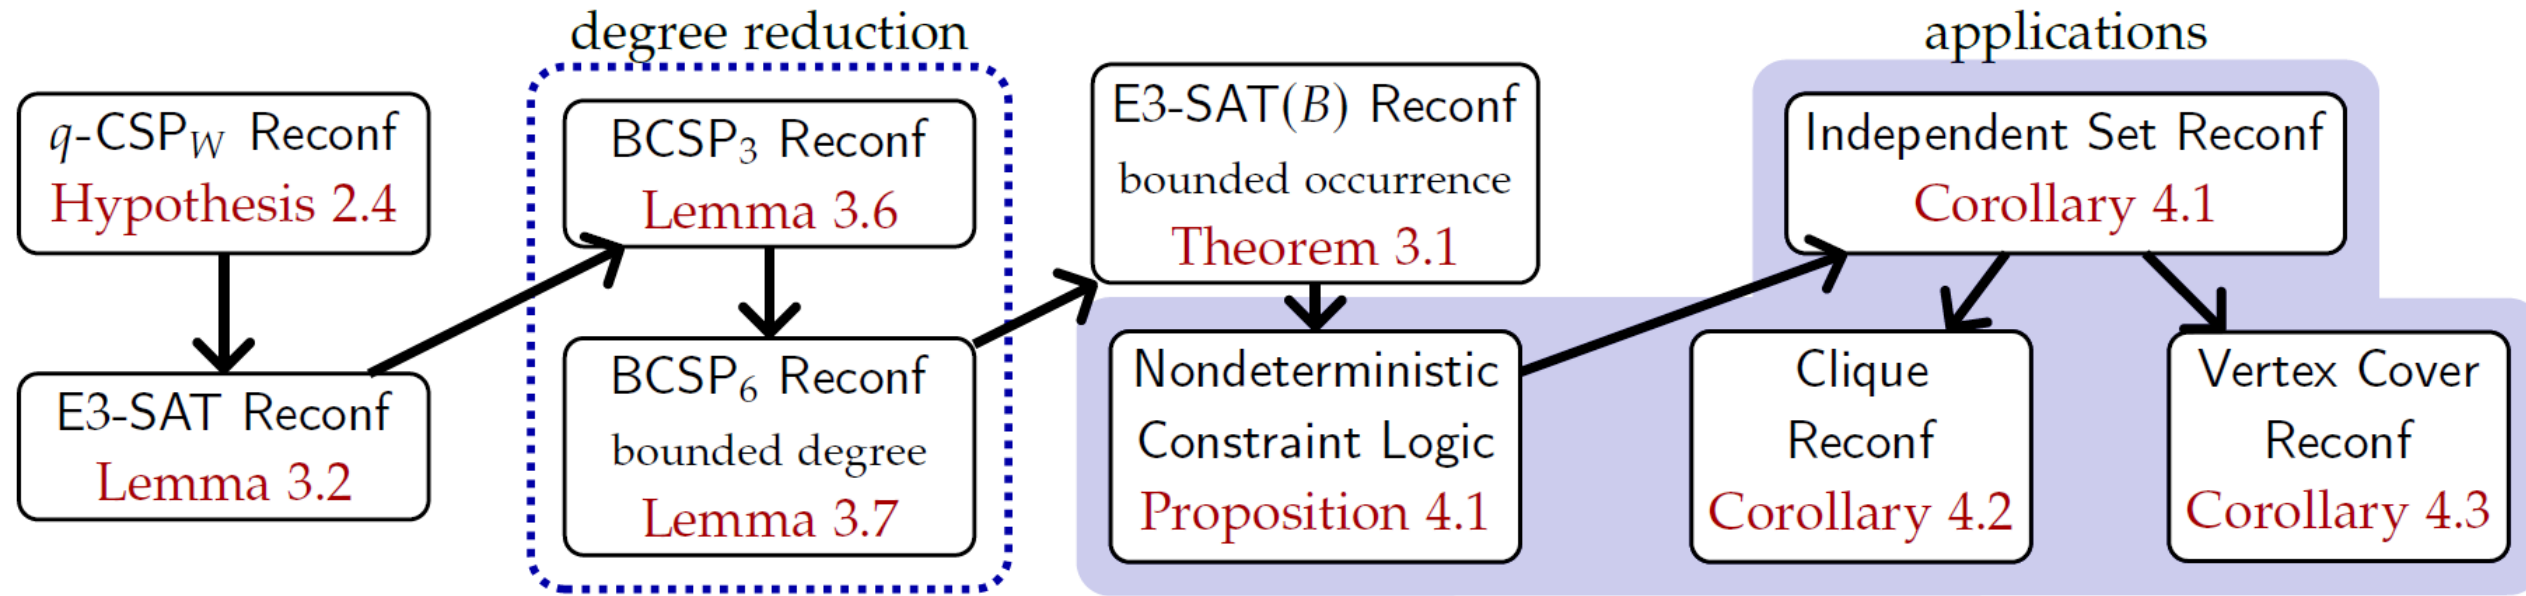 q-CSP_W Reconf
Hypothesis 2.4
E3-SAT Reconf
Lemma 3.2
degree reduction
BCSP₃ Reconf
Lemma 3.6
BCSP₆ Reconf
bounded degree
Lemma 3.7
E3-SAT(B) Reconf
bounded occurrence
Theorem 3.1
Nondeterministic
Constraint Logic
Proposition 4.1
applications
Independent Set Reconf
Corollary 4.1
Clique
Reconf
Corollary 4.2
Vertex Cover
Reconf
Corollary 4.3